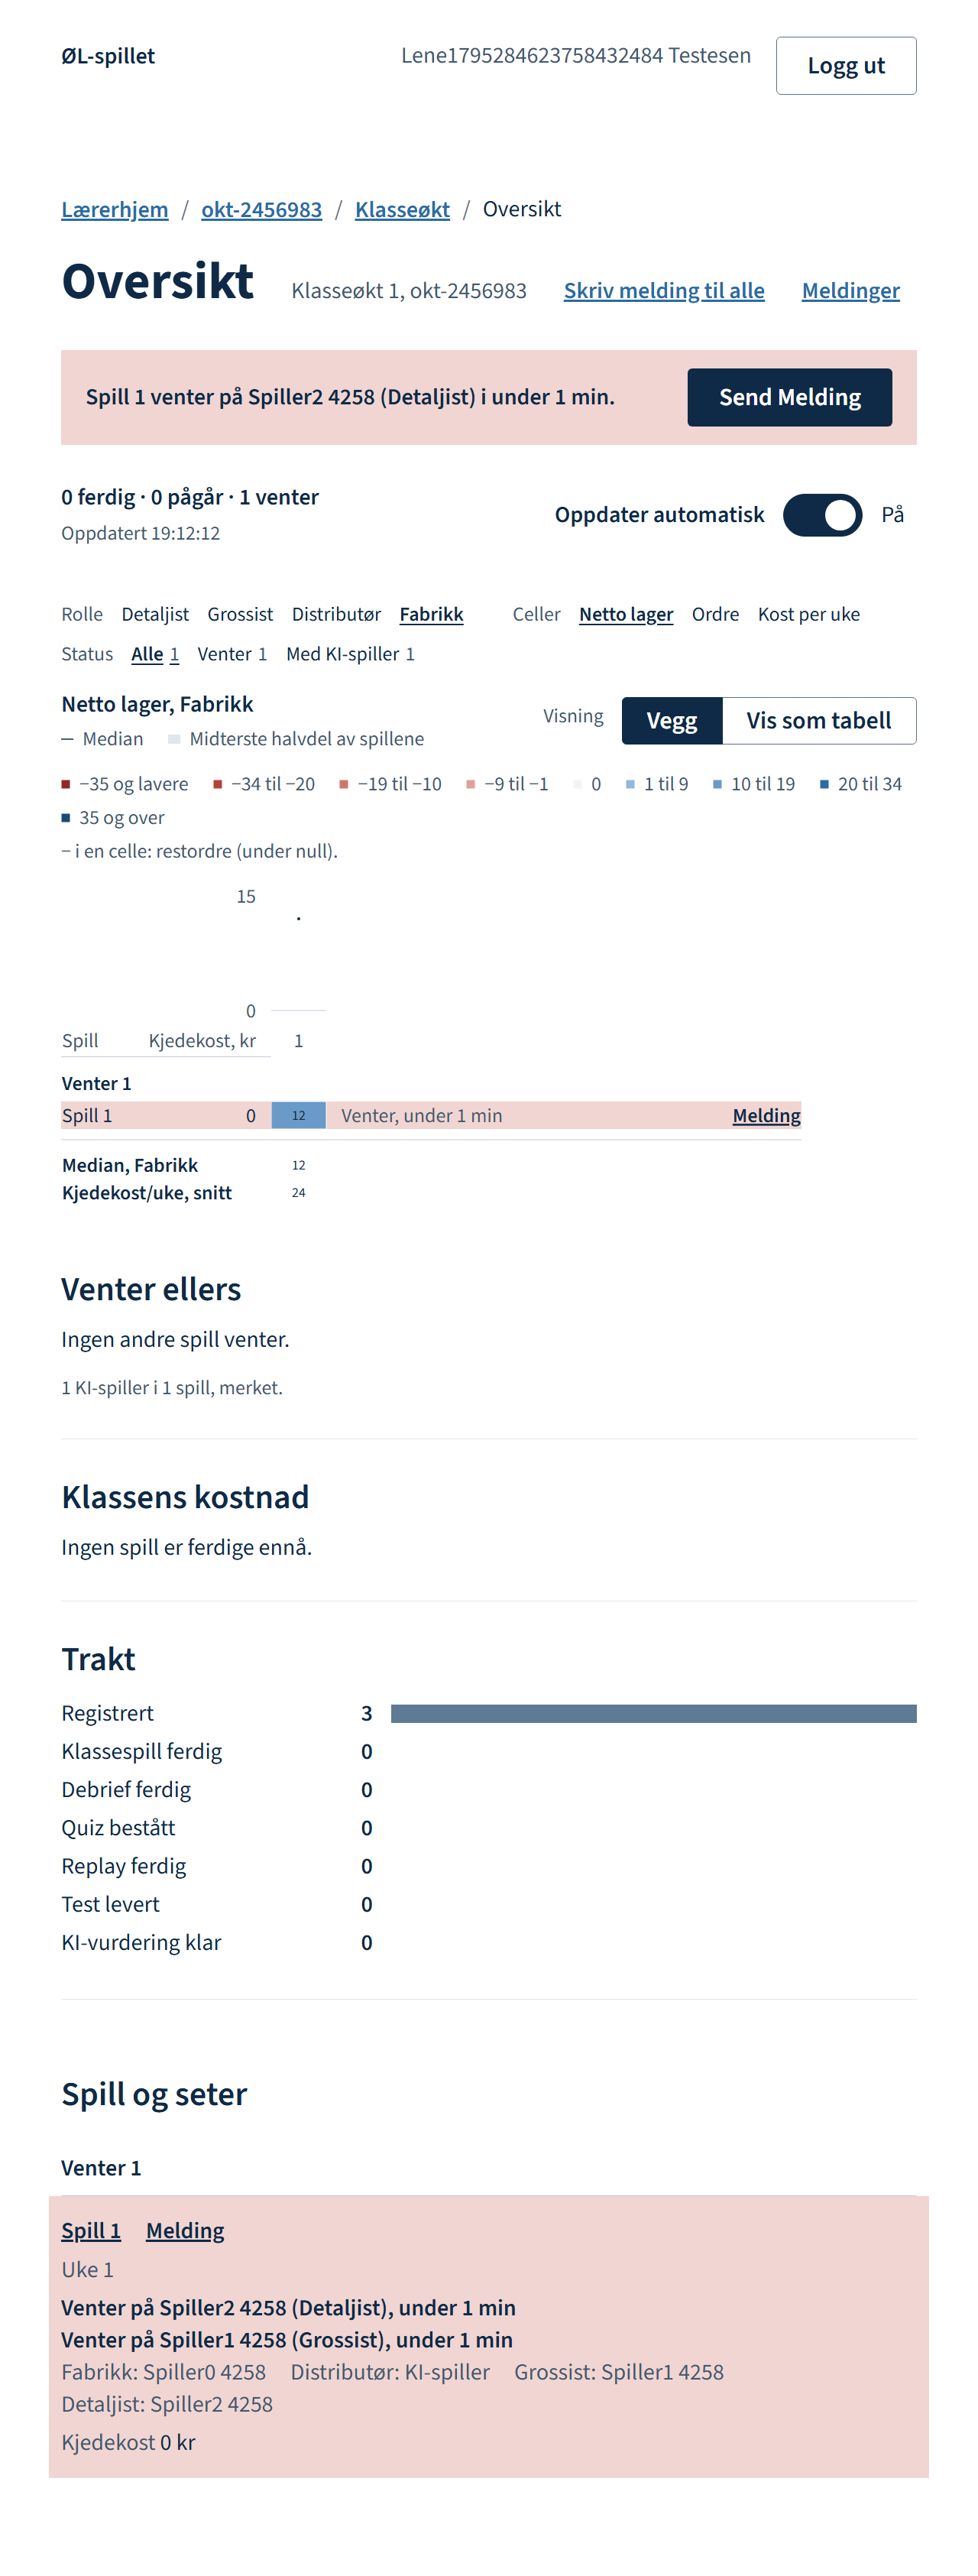 ØL-spillet
Lene1795284623758432484 Testesen
Logg ut
Lærerhjem / okt-2456983 / Klasseøkt / Oversikt
Oversikt
Klasseøkt 1, okt-2456983
Skriv melding til alle
Meldinger
Spill 1 venter på Spiller2 4258 (Detaljist) i under 1 min.
Send Melding
0 ferdig · 0 pågår · 1 venter
Oppdatert 19:12:12
Oppdater automatisk
På
Rolle Detaljist Grossist Distributør Fabrikk
Celler Netto lager Ordre Kost per uke
Status Alle 1 Venter 1 Med KI-spiller 1
Netto lager, Fabrikk
Median
Midterste halvdel av spillene
Visning
Vegg
Vis som tabell
−35 og lavere −34 til −20 −19 til −10 −9 til −1 0 1 til 9 10 til 19 20 til 34
35 og over
− i en celle: restordre (under null).
15
0
Spill Kjedekost, kr 1
Venter 1
Spill 1 0 12 Venter, under 1 min Melding
Median, Fabrikk 12
Kjedekost/uke, snitt 24
Venter ellers
Ingen andre spill venter.
1 KI-spiller i 1 spill, merket.
Klassens kostnad
Ingen spill er ferdige ennå.
Trakt
Registrert 3
Klassespill ferdig 0
Debrief ferdig 0
Quiz bestått 0
Replay ferdig 0
Test levert 0
KI-vurdering klar 0
Spill og seter
Venter 1
Spill 1 Melding
Uke 1
Venter på Spiller2 4258 (Detaljist), under 1 min
Venter på Spiller1 4258 (Grossist), under 1 min
Fabrikk: Spiller0 4258 Distributør: KI-spiller Grossist: Spiller1 4258
Detaljist: Spiller2 4258
Kjedekost 0 kr